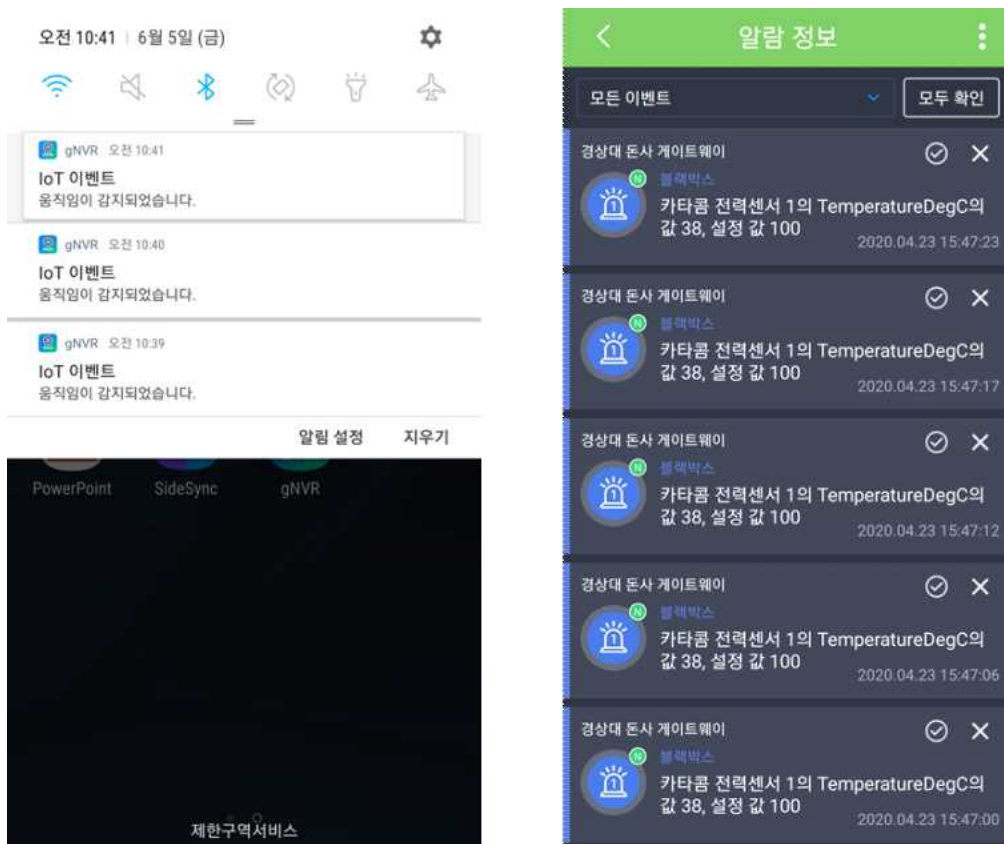 오전 10:41 | 6월 5일 (금)
gNVR 오전 10:41
IoT 이벤트
움직임이 감지되었습니다.
gNVR 오전 10:40
IoT 이벤트
움직임이 감지되었습니다.
gNVR 오전 10:39
IoT 이벤트
움직임이 감지되었습니다.
알림 설정 지우기
PowerPoint SideSync gNVR
제한구역서비스
알람 정보
모든 이벤트 모두 확인
경상대 돈사 게이트웨이
N 블랙박스
1 카타콤 전력센서 1의 TemperatureDegC의
값 38, 설정 값 100
2020.04.23 15:47:23
경상대 돈사 게이트웨이
N 블랙박스
1 카타콤 전력센서 1의 TemperatureDegC의
값 38, 설정 값 100
2020.04.23 15:47:17
경상대 돈사 게이트웨이
N 블랙박스
1 카타콤 전력센서 1의 TemperatureDegC의
값 38, 설정 값 100
2020.04.23 15:47:12
경상대 돈사 게이트웨이
N 블랙박스
1 카타콤 전력센서 1의 TemperatureDegC의
값 38, 설정 값 100
2020.04.23 15:47:06
경상대 돈사 게이트웨이
N 블랙박스
1 카타콤 전력센서 1의 TemperatureDegC의
값 38, 설정 값 100
2020.04.23 15:47:00